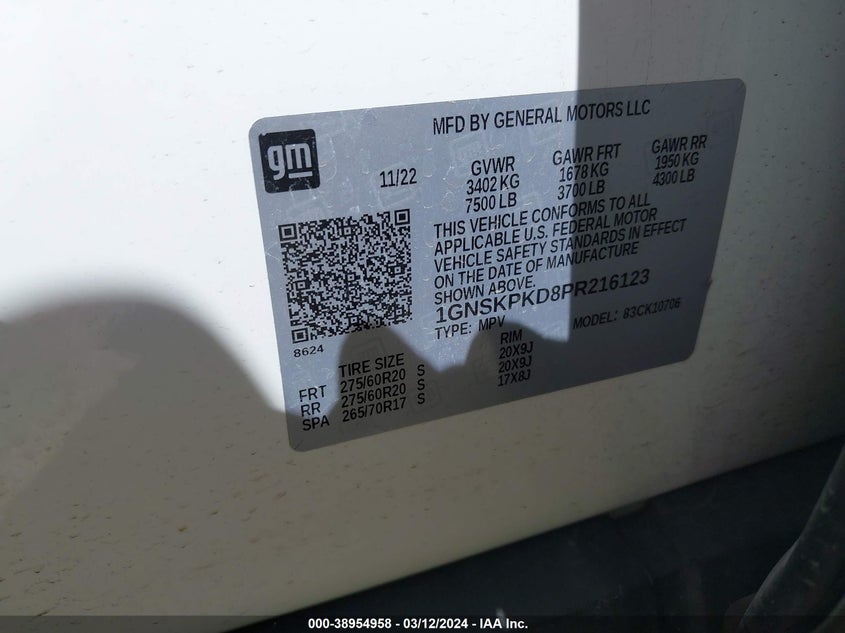 MFD BY GENERAL MOTORS LLC
gm
11/22
GVWR
3402 KG
7500 LB
GAWR FRT
1678 KG
3700 LB
GAWR RR
1950 KG
4300 LB
THIS VEHICLE CONFORMS TO ALL
APPLICABLE U.S. FEDERAL MOTOR
VEHICLE SAFETY STANDARDS IN EFFECT
ON THE DATE OF MANUFACTURE
SHOWN ABOVE.
1GNSKPKD8PR216123
TYPE: MPV
MODEL: 83CK10706
8624
TIRE SIZE
RIM
FRT 275/60R20 S 20X9J
RR 275/60R20 S 20X9J
SPA 265/70R17 S 17X8J
000-38954958 - 03/12/2024 - IAA Inc.